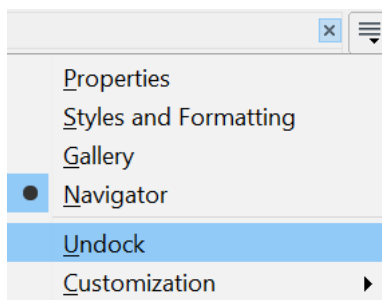 Properties
Styles and Formatting
Gallery
Navigator
Undock
Customization